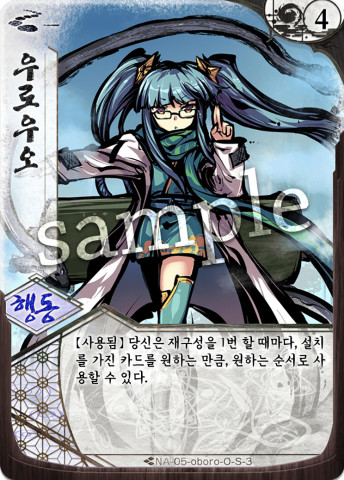 4
우로우오
sample
행동
【사용됨】 당신은 재구성을 1번 할 때마다, 설치
를 가진 카드를 원하는 만큼, 원하는 순서로 사
용할 수 있다.
NA-05-oboro-O-S-3